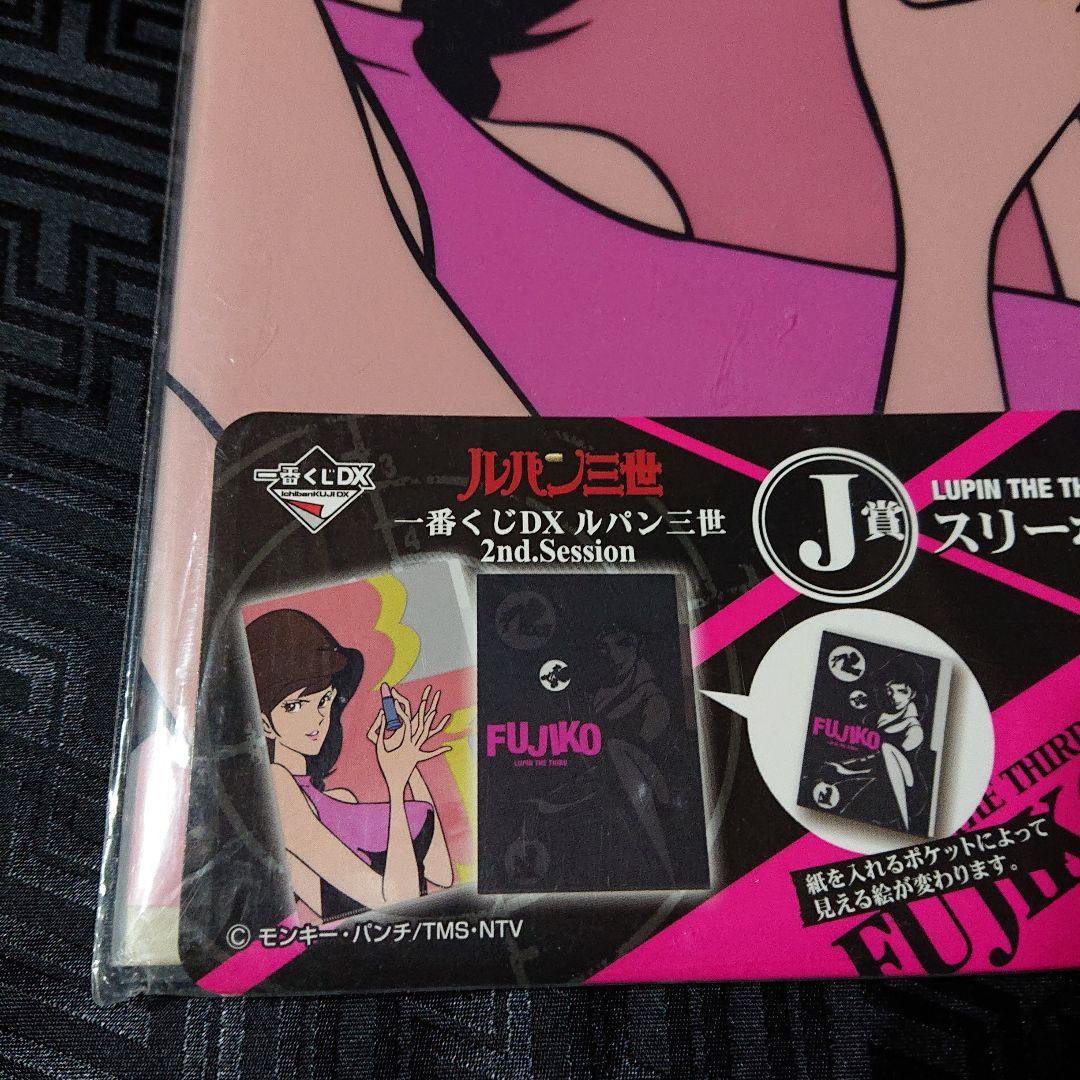 一番くじDX
IchibanKUJI DX
ルパン三世
一番くじDX ルパン三世
2nd.Session
J賞
LUPIN THE TH
スリー
FUJIKO
LUPIN THE THIRD
FUJIKO
THE THIRD
FUJIK
紙を入れるポケットによって
見える絵が変わります。
© モンキー・パンチ/TMS・NTV